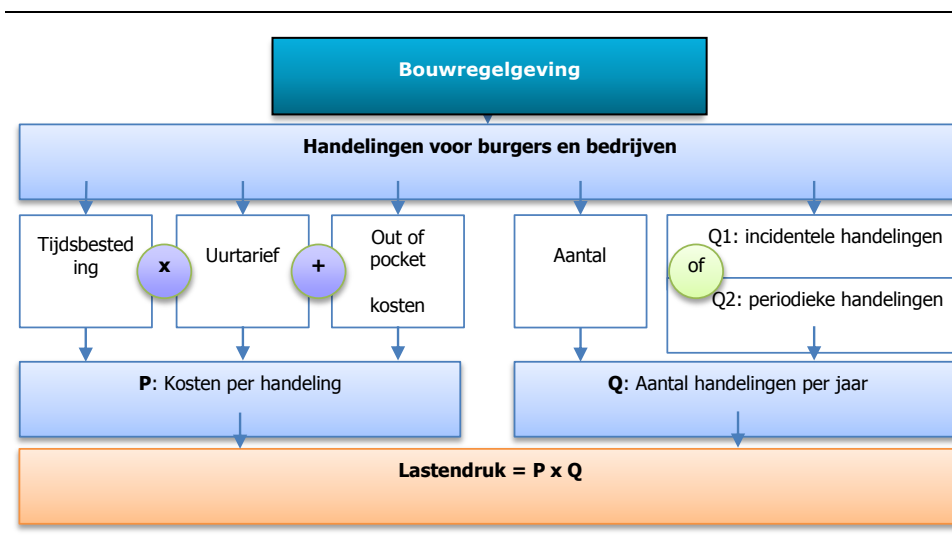 Bouwregelgeving
Handelingen voor burgers en bedrijven
Tijdsbested
ing
x
Uurtarief
+
Out of
pocket
kosten
Aantal
of
Q1: incidentele handelingen
Q2: periodieke handelingen
P: Kosten per handeling
Q: Aantal handelingen per jaar
Lastendruk = P x Q